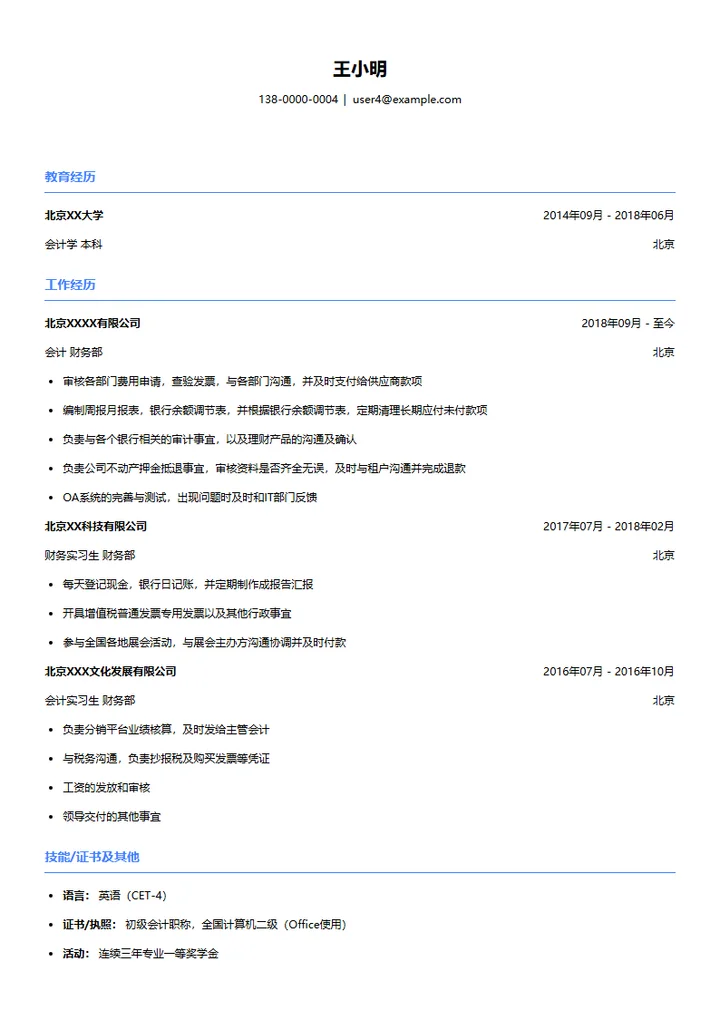 王小明
138-0000-0004 | user4@example.com
教育经历
北京XX大学 2014年09月 - 2018年06月
会计学 本科 北京
工作经历
北京XXXX有限公司 2018年09月 - 至今
会计 财务部 北京
• 审核各部门费用申请，查验发票，与各部门沟通，并及时支付给供应商款项
• 编制周报月报表，银行余额调节表，并根据银行余额调节表，定期清理长期应付未付款项
• 负责与各个银行相关的审计事宜，以及理财产品的沟通及确认
• 负责公司不动产押金抵退事宜，审核资料是否齐全无误，及时与租户沟通并完成退款
• OA系统的完善与测试，出现问题时及时和IT部门反馈
北京XX科技有限公司 2017年07月 - 2018年02月
财务实习生 财务部 北京
• 每天登记现金，银行日记账，并定期制作成报告汇报
• 开具增值税普通发票专用发票以及其他行政事宜
• 参与全国各地展会活动，与展会主办方沟通协调并及时付款
北京XXX文化发展有限公司 2016年07月 - 2016年10月
会计实习生 财务部 北京
• 负责分销平台业绩核算，及时发给主管会计
• 与税务沟通，负责抄报税及购买发票等凭证
• 工资的发放和审核
• 领导交付的其他事宜
技能/证书及其他
• 语言： 英语（CET-4）
• 证书/执照： 初级会计职称，全国计算机二级（Office使用）
• 活动： 连续三年专业一等奖学金